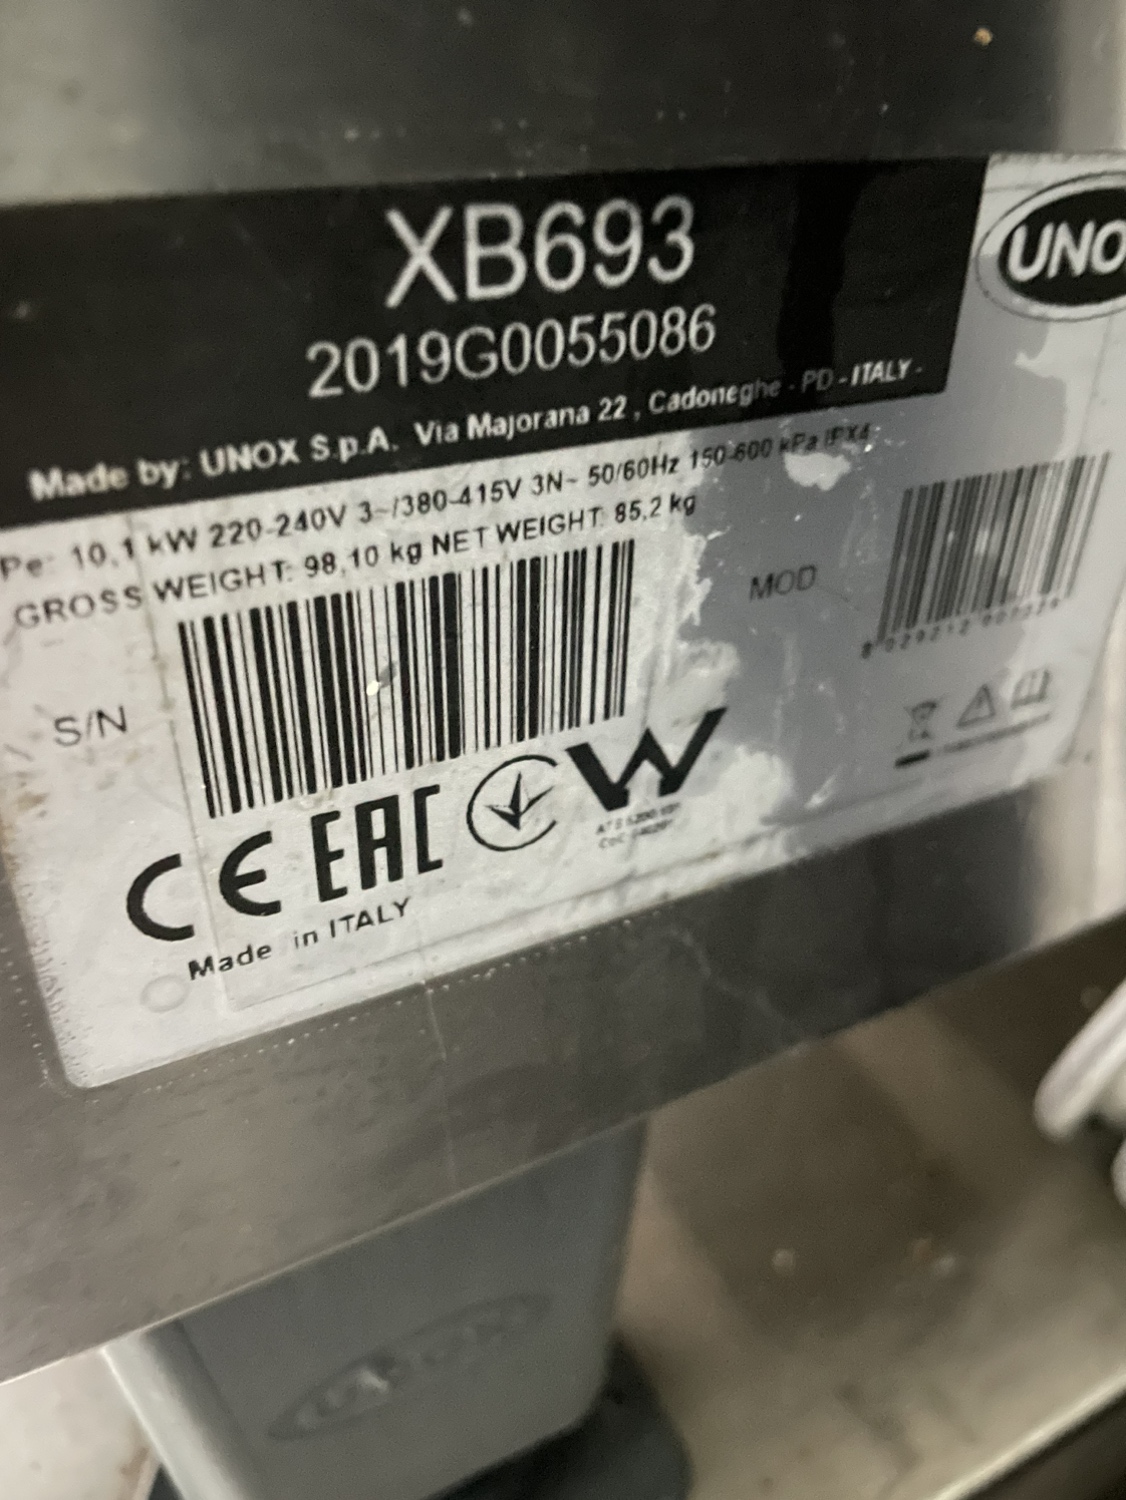 XB693
UNO
2019G0055086
Made by: UNOX S.p.A. Via Majorana 22 , Cadoneghe - PD - ITALY -
Pe: 10,1 kW 220-240V 3~/380-415V 3N~ 50/60Hz 150-600 kPa IPX4
GROSS WEIGHT: 98,10 kg NET WEIGHT: 85,2 kg
MOD
S/N
CE EAC
Made in ITALY